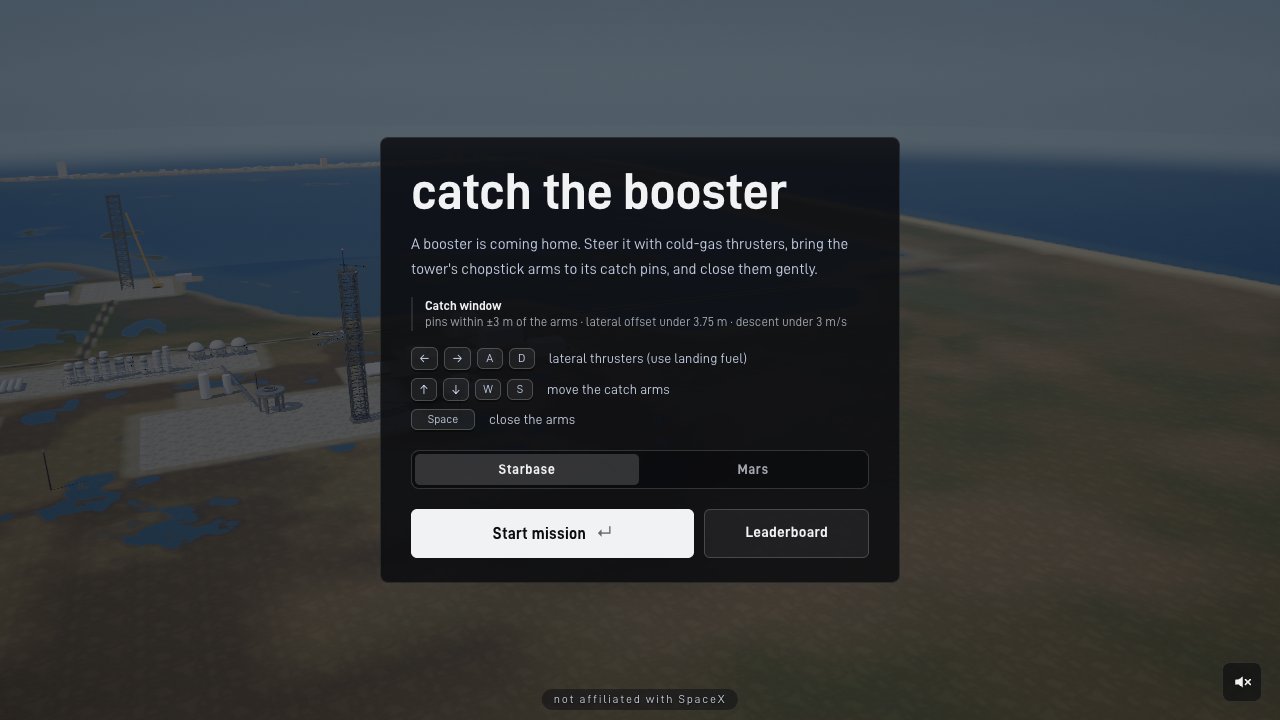 catch the booster
A booster is coming home. Steer it with cold-gas thrusters, bring the
tower's chopstick arms to its catch pins, and close them gently.
Catch window
pins within ±3 m of the arms · lateral offset under 3.75 m · descent under 3 m/s
← → A D lateral thrusters (use landing fuel)
↑ ↓ W S move the catch arms
Space close the arms
Starbase Mars
Start mission ↵ Leaderboard
not affiliated with SpaceX